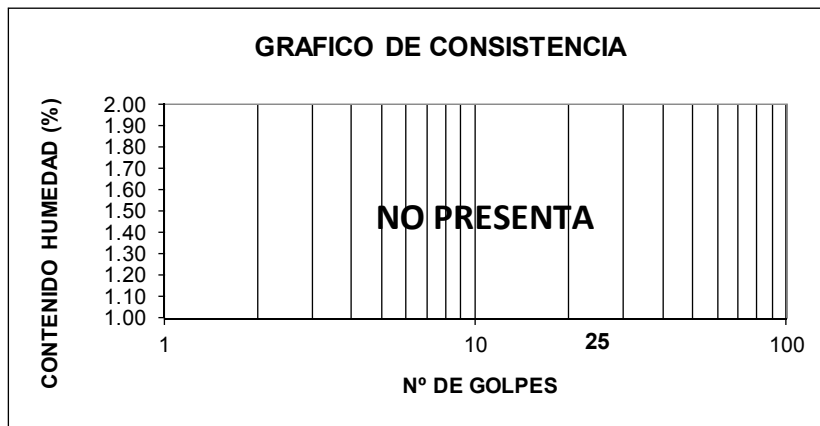 GRAFICO DE CONSISTENCIA
CONTENIDO HUMEDAD (%)
2.00
1.90
1.80
1.70
1.60
1.50
1.40
1.30
1.20
1.10
1.00
NO PRESENTA
1 10 25 100
Nº DE GOLPES